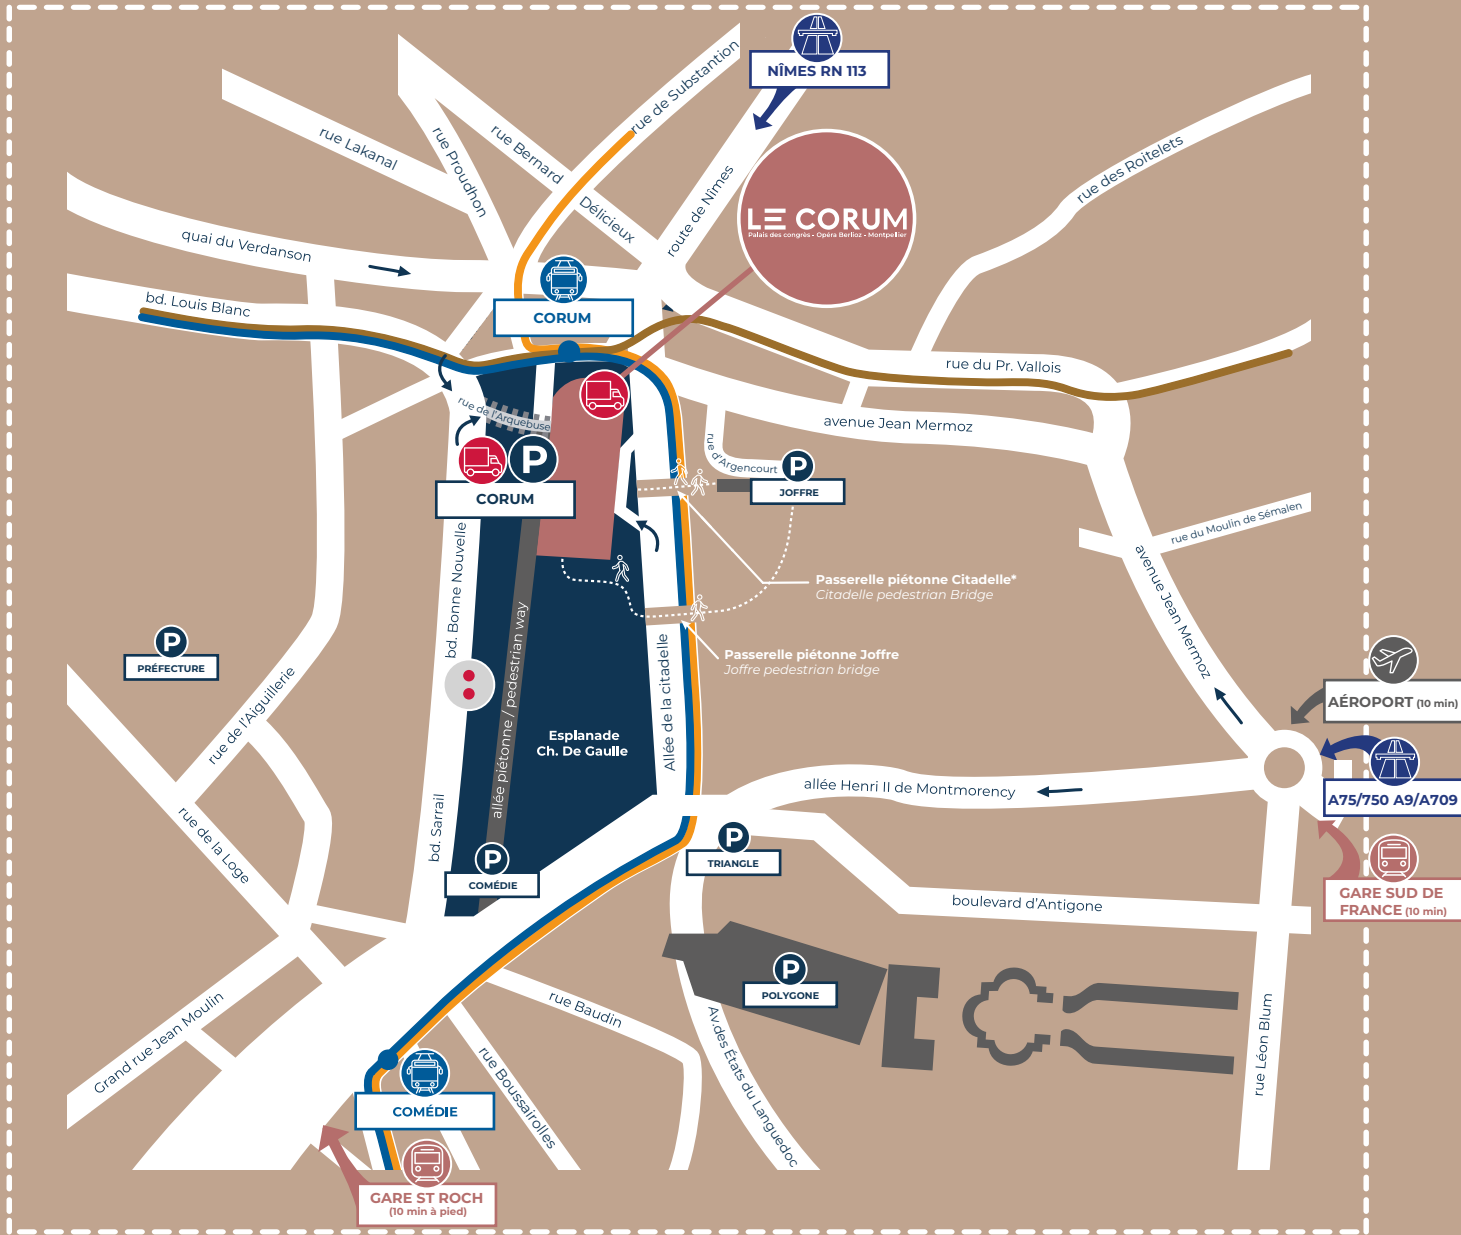 NÎMES RN 113
rue de Substantion
rue Bernard
Délicieux
rue Lakanal
rue Proudhon
route de Nîmes
rue des Roitelets
LE CORUM
Palais des congrès - Opéra Berlioz - Montpellier
quai du Verdanson
bd. Louis Blanc
CORUM
rue du Pr. Vallois
avenue Jean Mermoz
rue de l'Arquebuse
P
CORUM
rue d'Argencourt
P
JOFFRE
rue du Moulin de Sémalen
avenue Jean Mermoz
Passerelle piétonne Citadelle*
Citadelle pedestrian Bridge
Passerelle piétonne Joffre
Joffre pedestrian bridge
bd. Bonne Nouvelle
allée piétonne / pedestrian way
Allée de la citadelle
P
PRÉFECTURE
rue de l'Aiguillerie
Esplanade
Ch. De Gaulle
AÉROPORT (10 min)
A75/750 A9/A709
allée Henri II de Montmorency
bd. Sarrail
rue de la Loge
P
COMÉDIE
P
TRIANGLE
GARE SUD DE
FRANCE (10 min)
boulevard d'Antigone
P
POLYGONE
Grand rue Jean Moulin
rue Baudin
rue Boussairolles
Av.des États du Languedoc
rue Léon Blum
COMÉDIE
GARE ST ROCH
(10 min à pied)